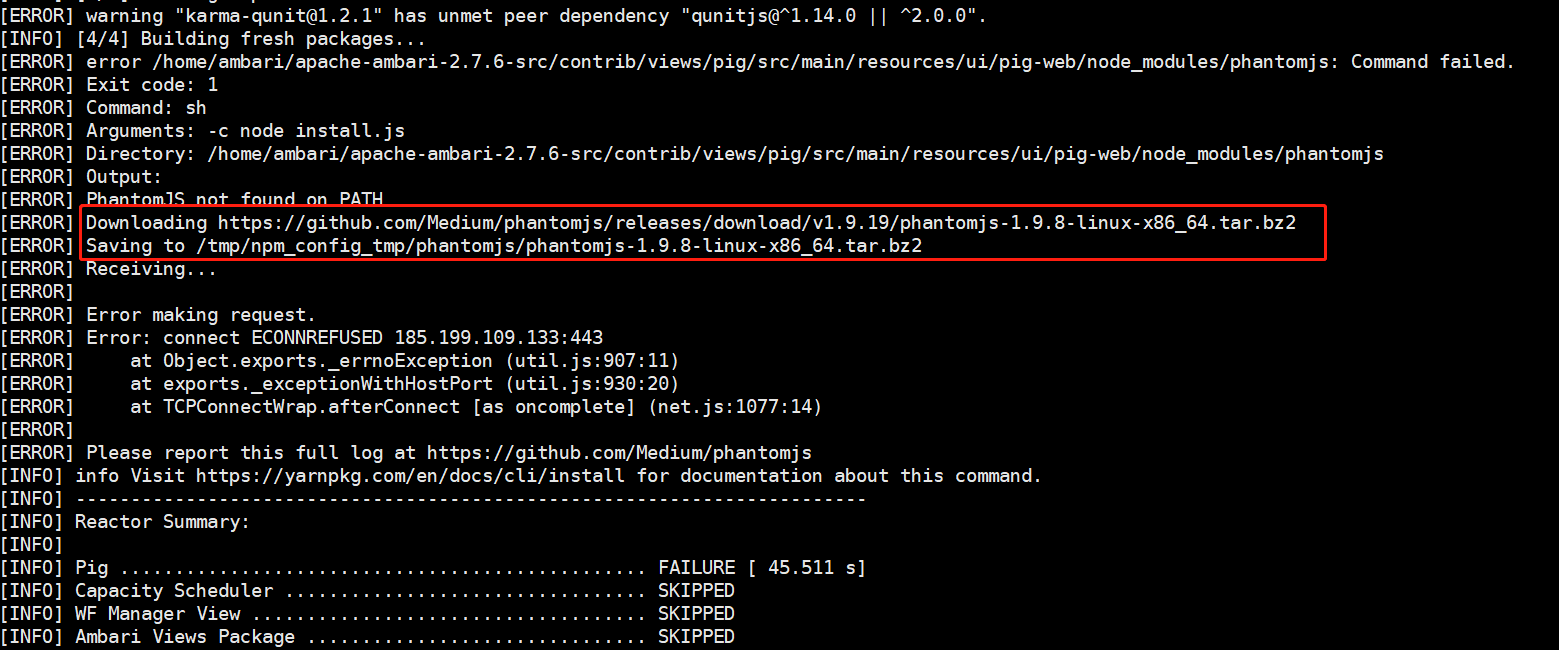 [ERROR] warning "karma-qunit@1.2.1" has unmet peer dependency "qunitjs@^1.14.0 || ^2.0.0".
[INFO] [4/4] Building fresh packages...
[ERROR] error /home/ambari/apache-ambari-2.7.6-src/contrib/views/pig/src/main/resources/ui/pig-web/node_modules/phantomjs: Command failed.
[ERROR] Exit code: 1
[ERROR] Command: sh
[ERROR] Arguments: -c node install.js
[ERROR] Directory: /home/ambari/apache-ambari-2.7.6-src/contrib/views/pig/src/main/resources/ui/pig-web/node_modules/phantomjs
[ERROR] Output:
[ERROR] PhantomJS not found on PATH
[ERROR] Downloading https://github.com/Medium/phantomjs/releases/download/v1.9.19/phantomjs-1.9.8-linux-x86_64.tar.bz2
[ERROR] Saving to /tmp/npm_config_tmp/phantomjs/phantomjs-1.9.8-linux-x86_64.tar.bz2
[ERROR] Receiving...
[ERROR]
[ERROR] Error making request.
[ERROR] Error: connect ECONNREFUSED 185.199.109.133:443
[ERROR]     at Object.exports._errnoException (util.js:907:11)
[ERROR]     at exports._exceptionWithHostPort (util.js:930:20)
[ERROR]     at TCPConnectWrap.afterConnect [as oncomplete] (net.js:1077:14)
[ERROR]
[ERROR] Please report this full log at https://github.com/Medium/phantomjs
[INFO] info Visit https://yarnpkg.com/en/docs/cli/install for documentation about this command.
[INFO] ------------------------------------------------------------------------
[INFO] Reactor Summary:
[INFO]
[INFO] Pig ................................................ FAILURE [ 45.511 s]
[INFO] Capacity Scheduler ................................. SKIPPED
[INFO] WF Manager View .................................... SKIPPED
[INFO] Ambari Views Package ............................... SKIPPED